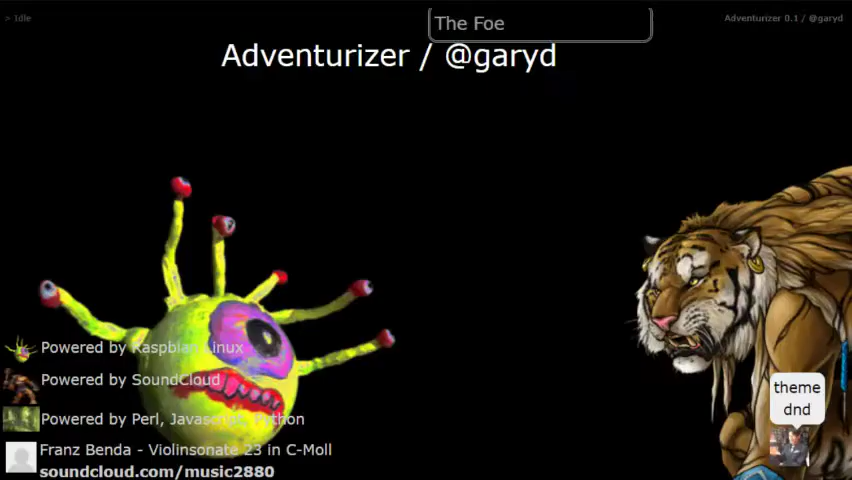 > Idle
The Foe
Adventurizer 0.1 / @garyd
Adventurizer / @garyd
Powered by Kaspbian Linux
Powered by SoundCloud
Powered by Perl, Javascript, Python
Franz Benda - Violinsonate 23 in C-Moll
soundcloud.com/music2880
theme
dnd